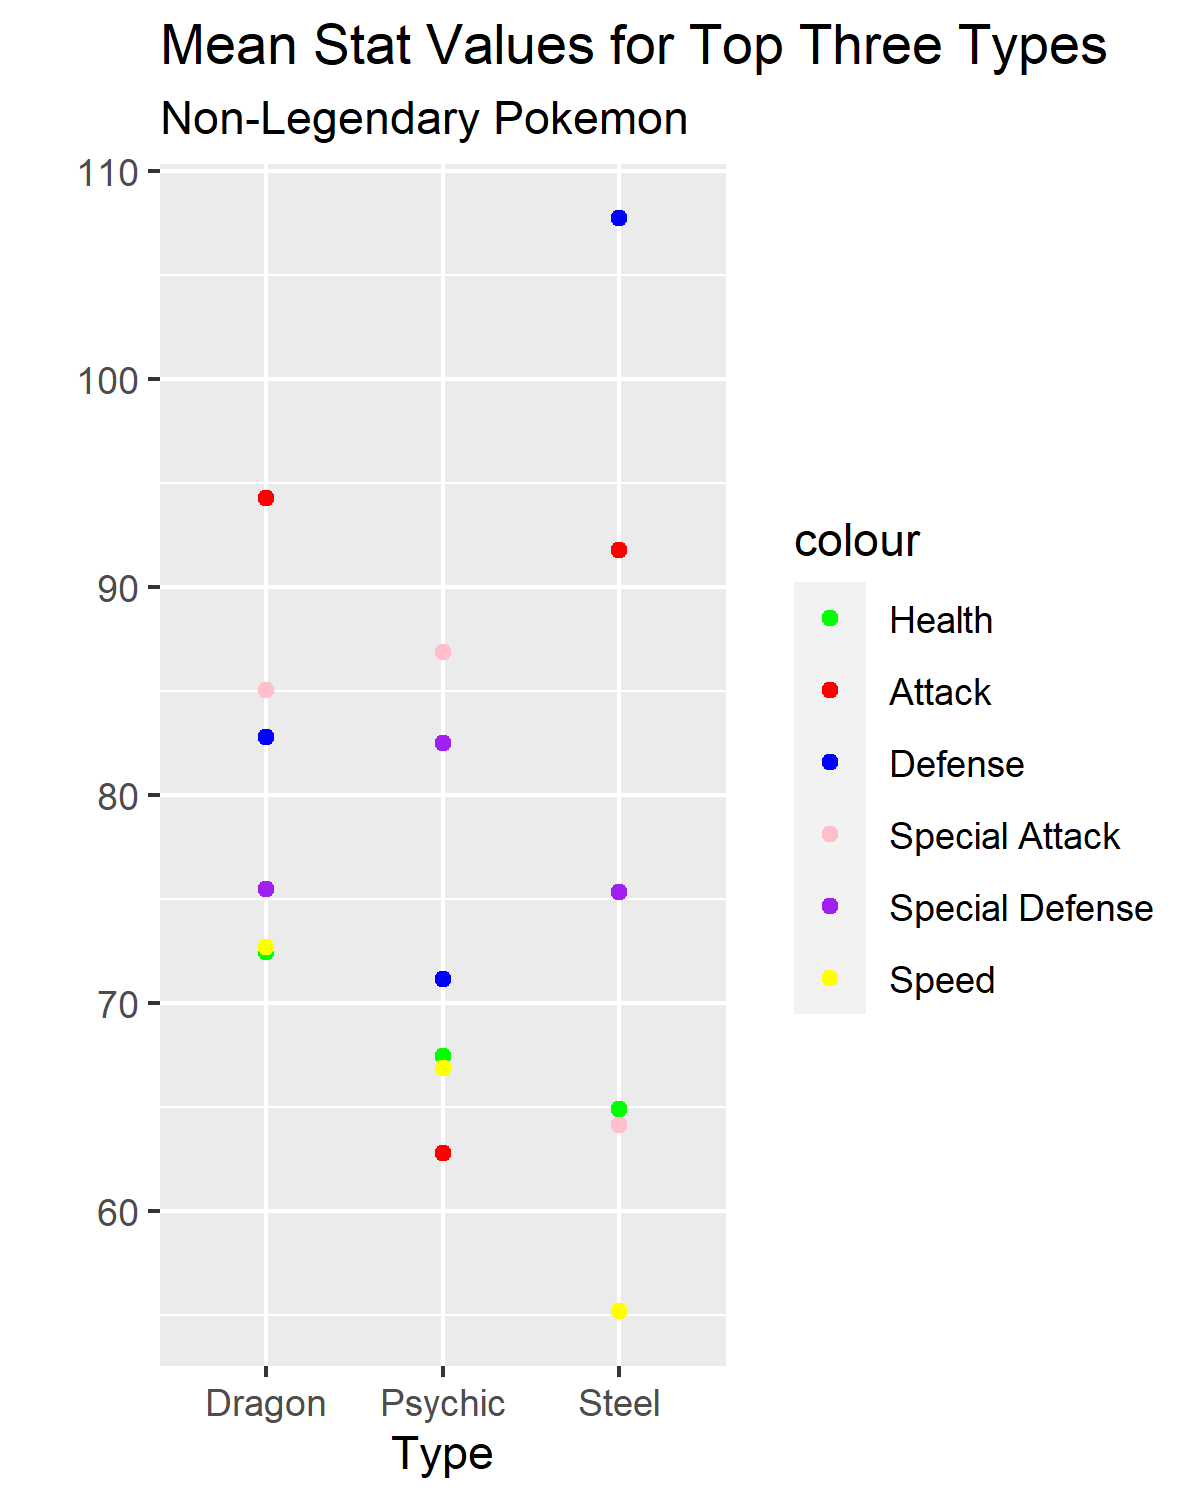 Mean Stat Values for Top Three Types
Non-Legendary Pokemon
110
100
90
80
70
60
Dragon Psychic Steel
Type
colour
Health
Attack
Defense
Special Attack
Special Defense
Speed